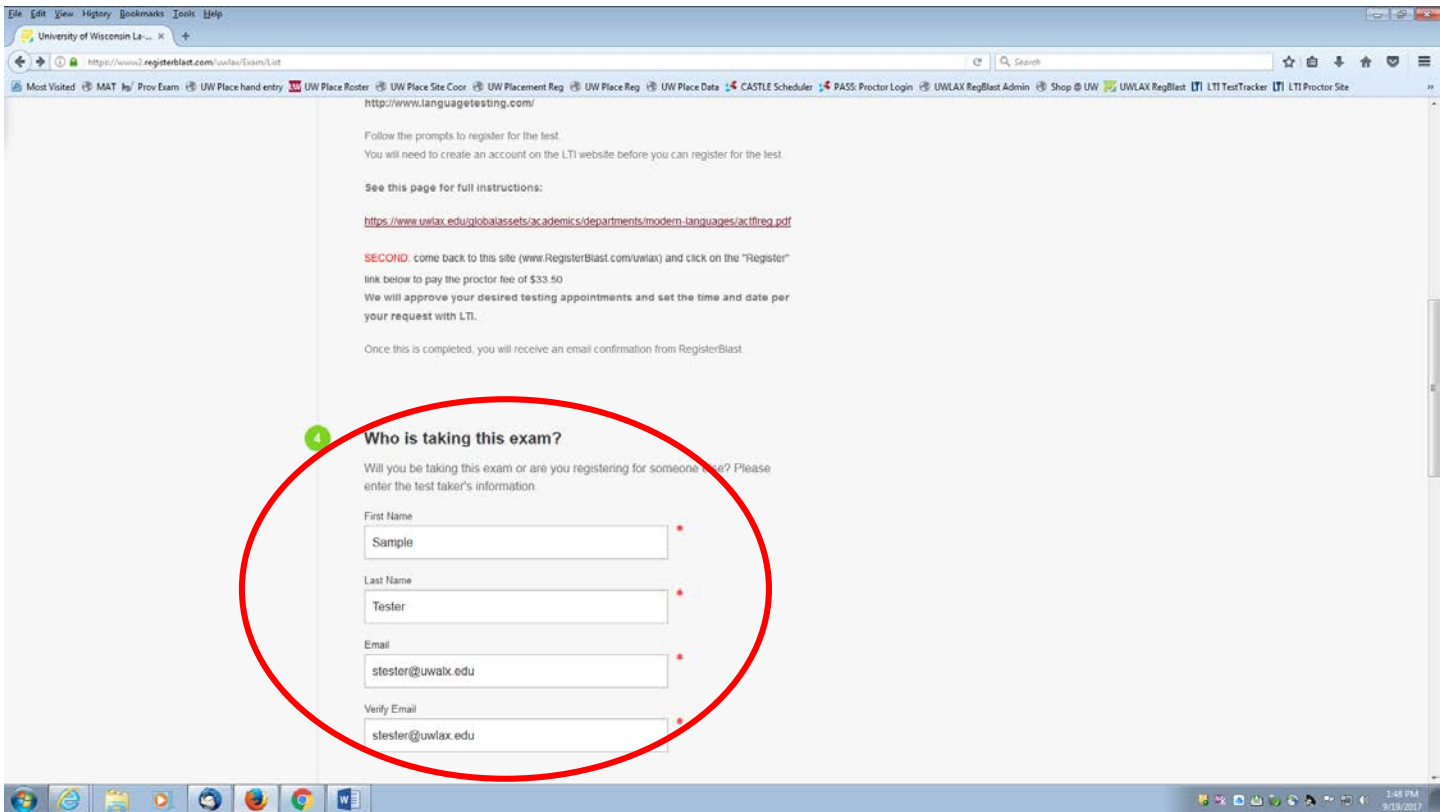 File Edit View History Bookmarks Tools Help
University of Wisconsin La-... × +
https://www2.registerblast.com/uwlax/Exam/List
Search
Most Visited MAT Prov Exam UW Place hand entry UW Place Roster UW Place Site Coor UW Placement Reg UW Place Reg UW Place Data CASTLE Scheduler PASS: Proctor Login UWLAX RegBlast Admin Shop @ UW UWLAX RegBlast LTI LTI TestTracker LTI LTI Proctor Site »
http://www.languagetesting.com/
Follow the prompts to register for the test.
You will need to create an account on the LTI website before you can register for the test.
See this page for full instructions:
https://www.uwlax.edu/globalassets/academics/departments/modern-languages/actflreg.pdf
SECOND: come back to this site (www.RegisterBlast.com/uwlax) and click on the "Register"
link below to pay the proctor fee of $33.50
We will approve your desired testing appointments and set the time and date per
your request with LTI.
Once this is completed, you will receive an email confirmation from RegisterBlast
4 Who is taking this exam?
Will you be taking this exam or are you registering for someone else? Please
enter the test taker's information.
First Name
Sample *
Last Name
Tester *
Email
stester@uwalx.edu *
Verify Email
stester@uwlax.edu *
1:48 PM
9/19/2017